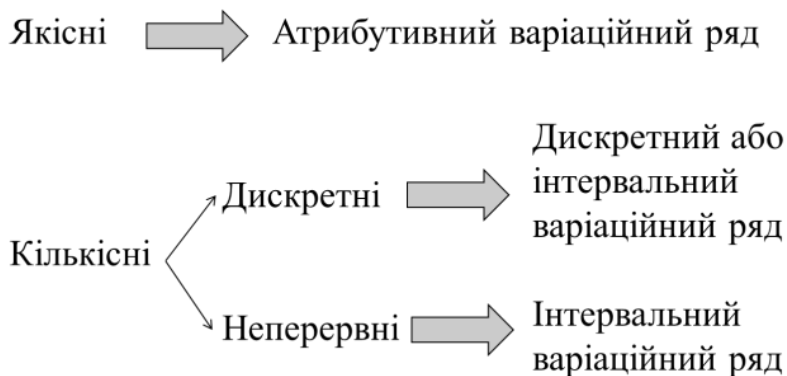 Якісні
Атрибутивний варіаційний ряд
Кількісні
Дискретні
Дискретний або
інтервальний
варіаційний ряд
Неперервні
Інтервальний
варіаційний ряд